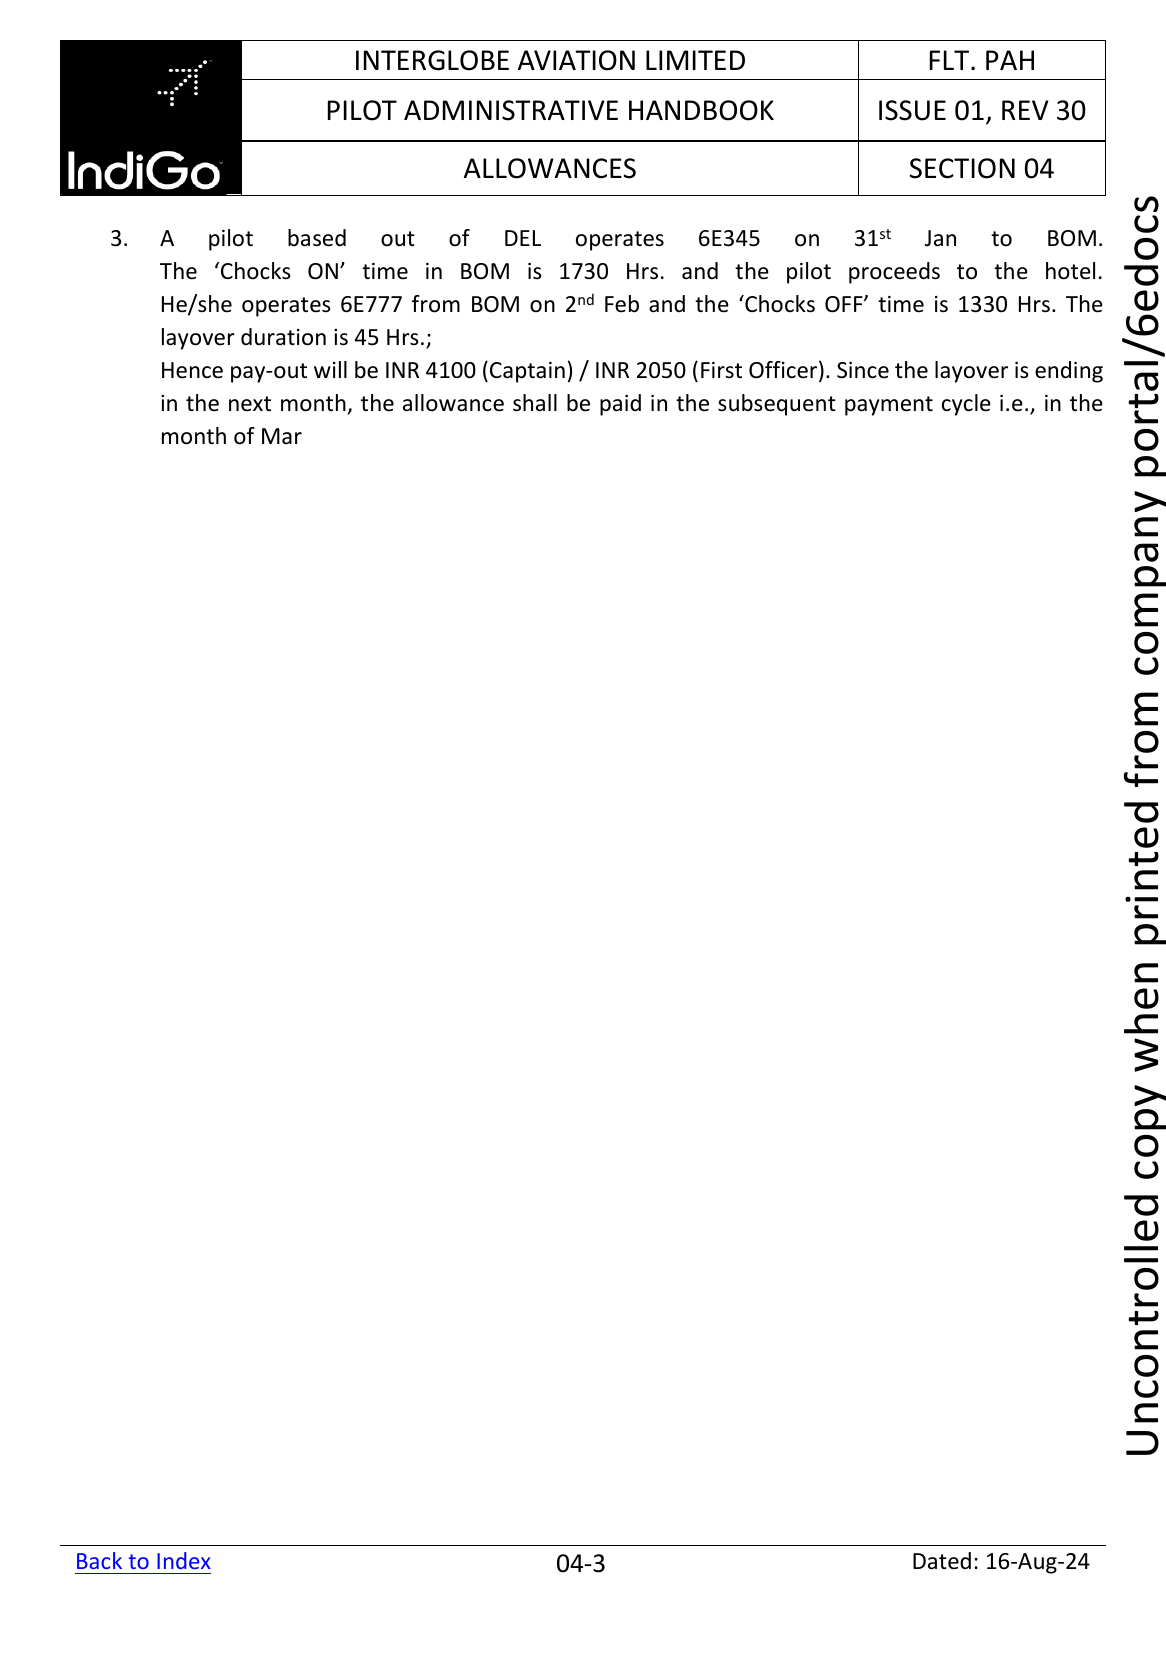 IndiGo
INTERGLOBE AVIATION LIMITED
FLT. PAH
PILOT ADMINISTRATIVE HANDBOOK
ISSUE 01, REV 30
ALLOWANCES
SECTION 04
3. A pilot based out of DEL operates 6E345 on 31st Jan to BOM.
The ‘Chocks ON’ time in BOM is 1730 Hrs. and the pilot proceeds to the hotel.
He/she operates 6E777 from BOM on 2nd Feb and the ‘Chocks OFF’ time is 1330 Hrs. The
layover duration is 45 Hrs.;
Hence pay-out will be INR 4100 (Captain) / INR 2050 (First Officer). Since the layover is ending
in the next month, the allowance shall be paid in the subsequent payment cycle i.e., in the
month of Mar
Uncontrolled copy when printed from company portal/6edocs
Back to Index
04-3
Dated: 16-Aug-24